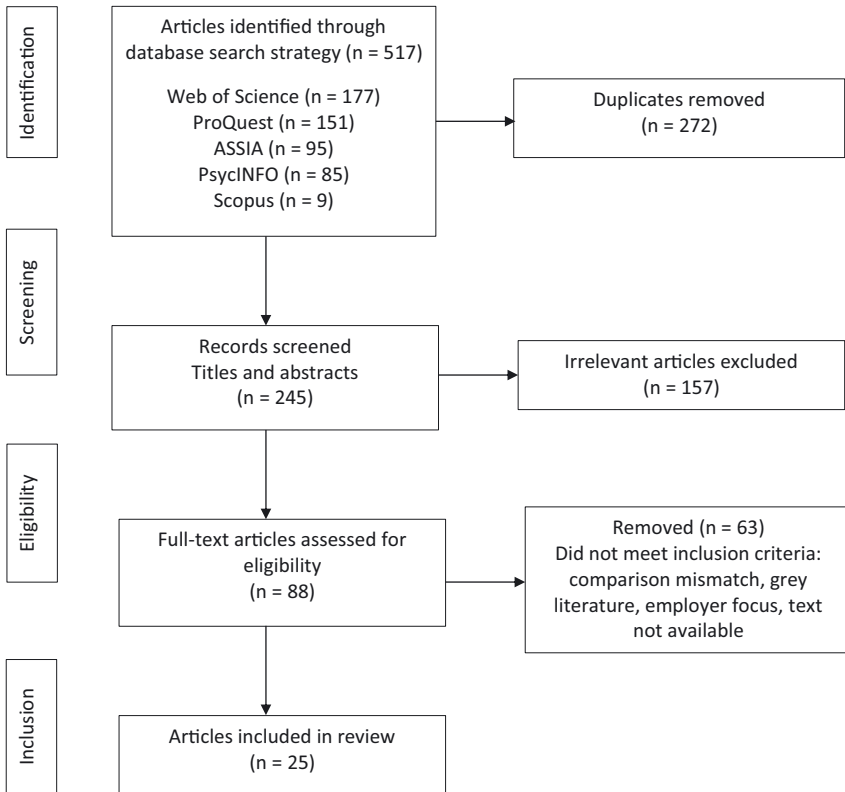 Identification
Articles identified through
database search strategy (n = 517)
Web of Science (n = 177)
ProQuest (n = 151)
ASSIA (n = 95)
PsycINFO (n = 85)
Scopus (n = 9)
Duplicates removed
(n = 272)
Screening
Records screened
Titles and abstracts
(n = 245)
Irrelevant articles excluded
(n = 157)
Eligibility
Full-text articles assessed for
eligibility
(n = 88)
Removed (n = 63)
Did not meet inclusion criteria:
comparison mismatch, grey
literature, employer focus, text
not available
Inclusion
Articles included in review
(n = 25)